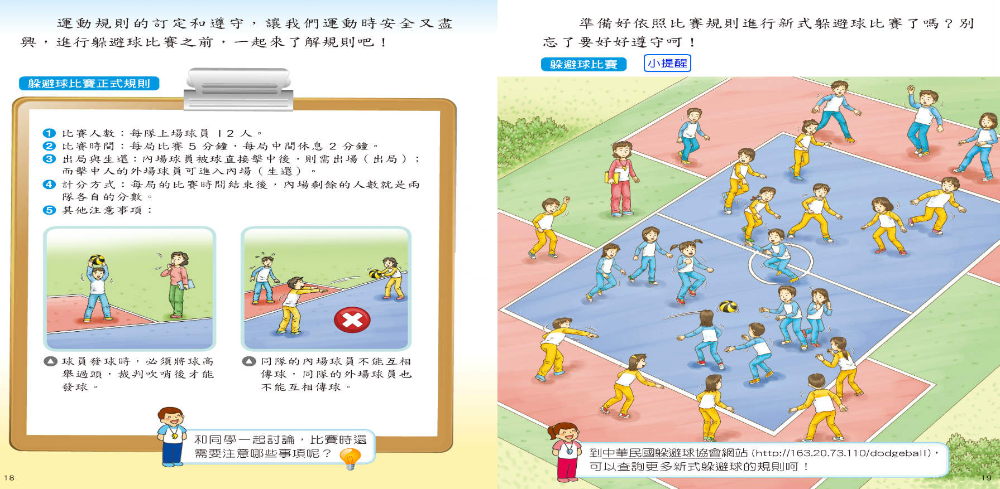 運動規則的訂定和遵守，讓我們運動時安全又盡
興，進行躲避球比賽之前，一起來了解規則吧！
躲避球比賽正式規則
1 比賽人數：每隊上場球員 12 人。
2 比賽時間：每局比賽 5 分鐘，每局中間休息 2 分鐘。
3 出局與生還：內場球員被球直接擊中後，則需出場（出局）；
而擊中人的外場球員可進入內場（生還）。
4 計分方式：每局的比賽時間結束後，內場剩餘的人數就是兩
隊各自的分數。
5 其他注意事項：
球員發球時，必須將球高
舉過頭，裁判吹哨後才能
發球。
同隊的內場球員不能互相
傳球，同隊的外場球員也
不能互相傳球。
和同學一起討論，比賽時還
需要注意哪些事項呢？
18
準備好依照比賽規則進行新式躲避球比賽了嗎？別
忘了要好好遵守呵！
躲避球比賽
小提醒
到中華民國躲避球協會網站(http://163.20.73.110/dodgeball)，
可以查詢更多新式躲避球的規則呵！
19